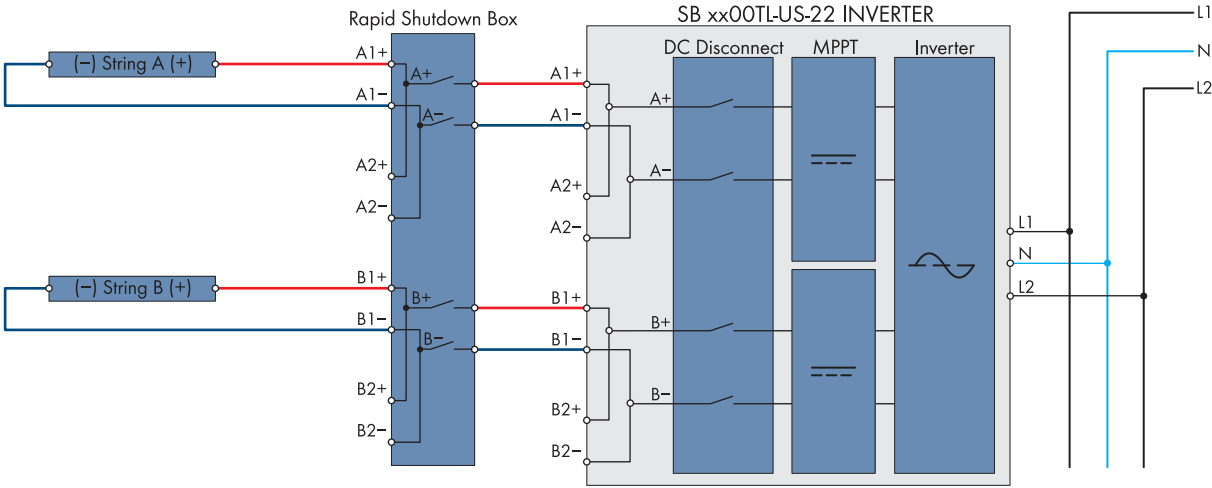 SB xx00TL-US-22 INVERTER
Rapid Shutdown Box
DC Disconnect
MPPT
Inverter
(−) String A (+)
A1+
A1−
A+
A−
A2+
A2−
A1+
A1−
A2+
A2−
A+
A−
(−) String B (+)
B1+
B1−
B+
B−
B2+
B2−
B1+
B1−
B2+
B2−
B+
B−
L1
N
L2
L1
N
L2